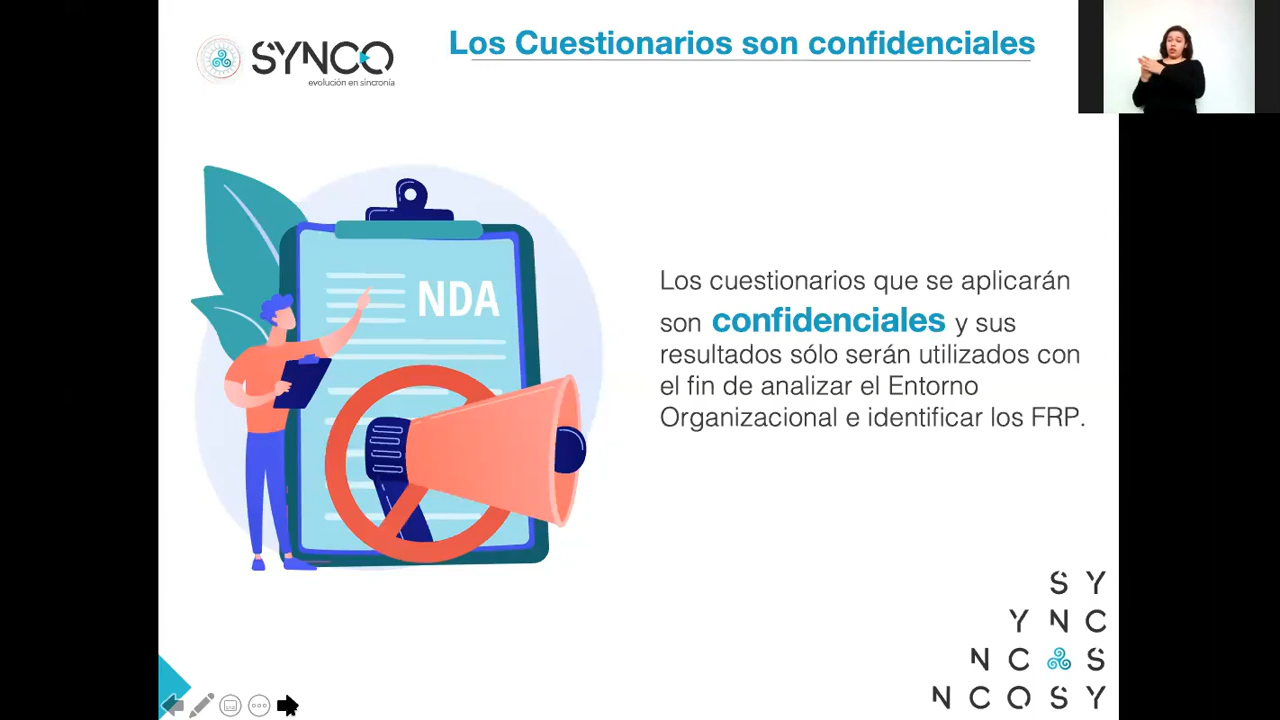 SYNCO
evolución en sincronía
Los Cuestionarios son confidenciales
NDA
Los cuestionarios que se aplicarán
son confidenciales y sus
resultados sólo serán utilizados con
el fin de analizar el Entorno
Organizacional e identificar los FRP.
S Y
Y N C
N C S
N C O S Y